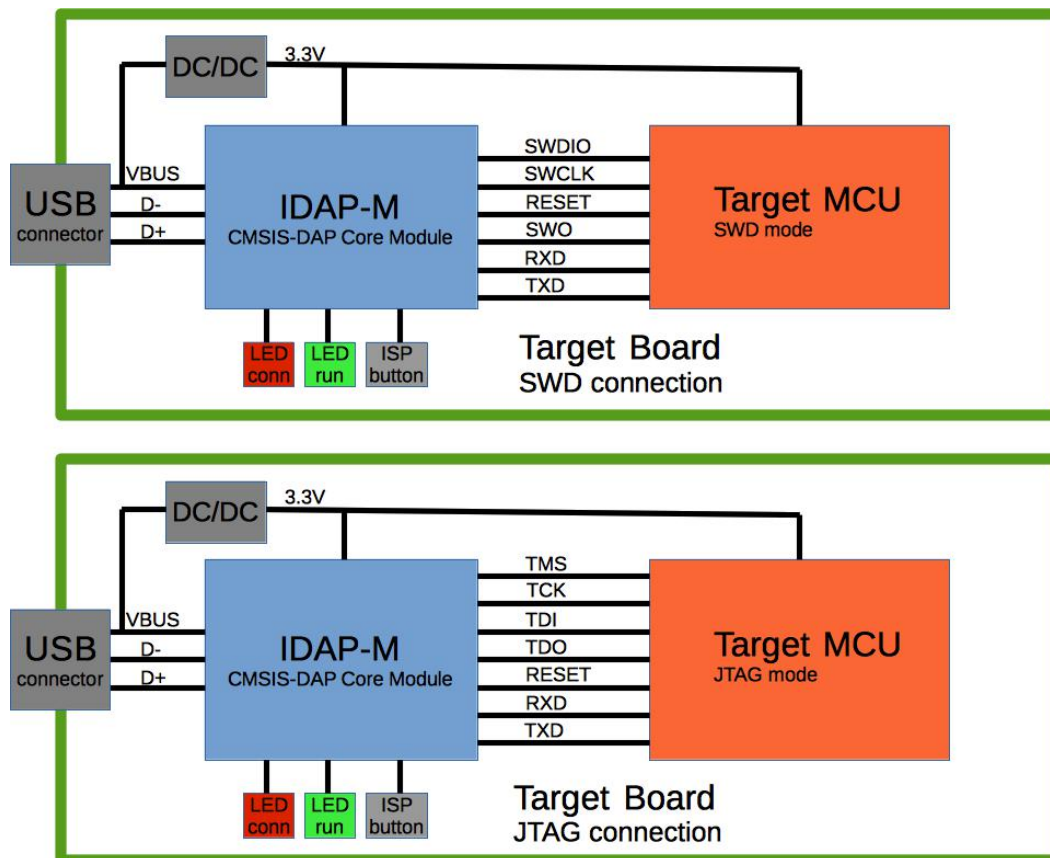 DC/DC
3.3V
USB
connector
VBUS
D-
D+
IDAP-M
CMSIS-DAP Core Module
SWDIO
SWCLK
RESET
SWO
RXD
TXD
Target MCU
SWD mode
LED
conn
LED
run
ISP
button
Target Board
SWD connection
DC/DC
3.3V
USB
connector
VBUS
D-
D+
IDAP-M
CMSIS-DAP Core Module
TMS
TCK
TDI
TDO
RESET
RXD
TXD
Target MCU
JTAG mode
LED
conn
LED
run
ISP
button
Target Board
JTAG connection